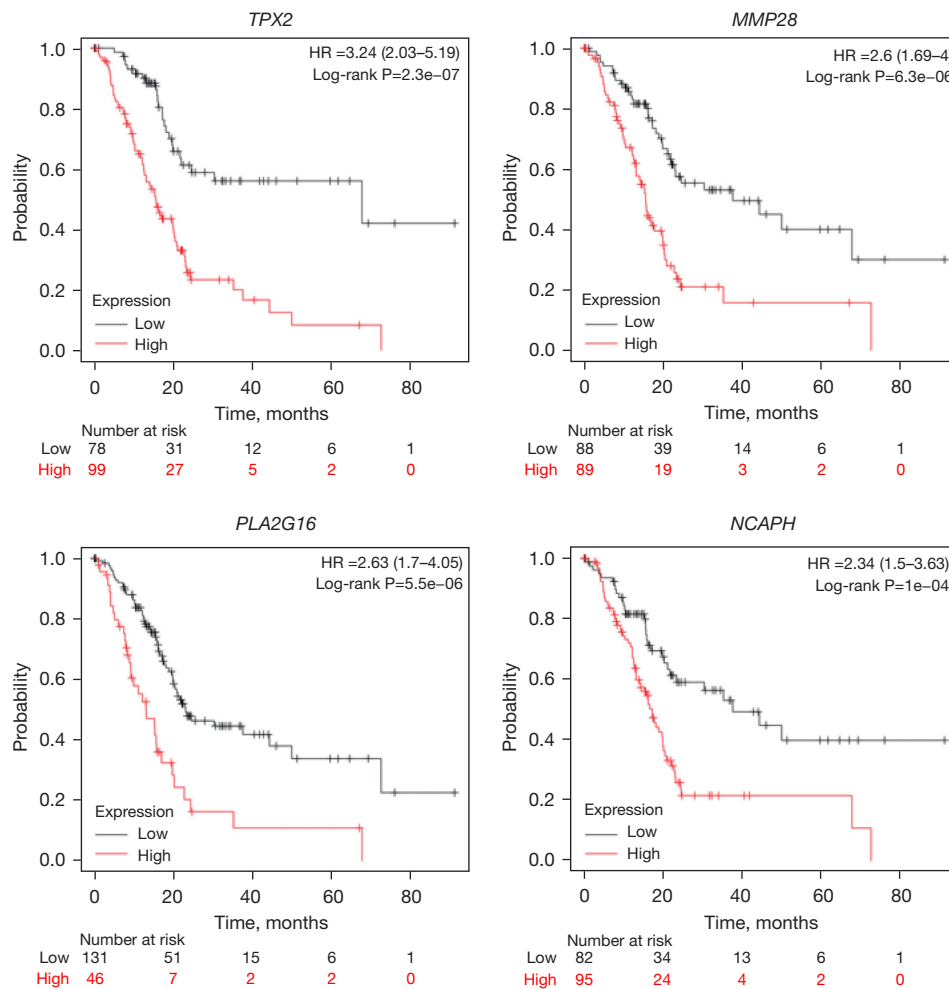 TPX2
HR =3.24 (2.03–5.19)
Log-rank P=2.3e–07
1.0
0.8
0.6
0.4
0.2
0.0
Probability
Expression
Low
High
0 20 40 60 80
Time, months
Number at risk
Low 78 31 12 6 1
High 99 27 5 2 0
MMP28
HR =2.6 (1.69–4)
Log-rank P=6.3e–06
1.0
0.8
0.6
0.4
0.2
0.0
Probability
Expression
Low
High
0 20 40 60 80
Time, months
Number at risk
Low 88 39 14 6 1
High 89 19 3 2 0
PLA2G16
HR =2.63 (1.7–4.05)
Log-rank P=5.5e–06
1.0
0.8
0.6
0.4
0.2
0.0
Probability
Expression
Low
High
0 20 40 60 80
Time, months
Number at risk
Low 131 51 15 6 1
High 46 7 2 2 0
NCAPH
HR =2.34 (1.5–3.63)
Log-rank P=1e–04
1.0
0.8
0.6
0.4
0.2
0.0
Probability
Expression
Low
High
0 20 40 60 80
Time, months
Number at risk
Low 82 34 13 6 1
High 95 24 4 2 0